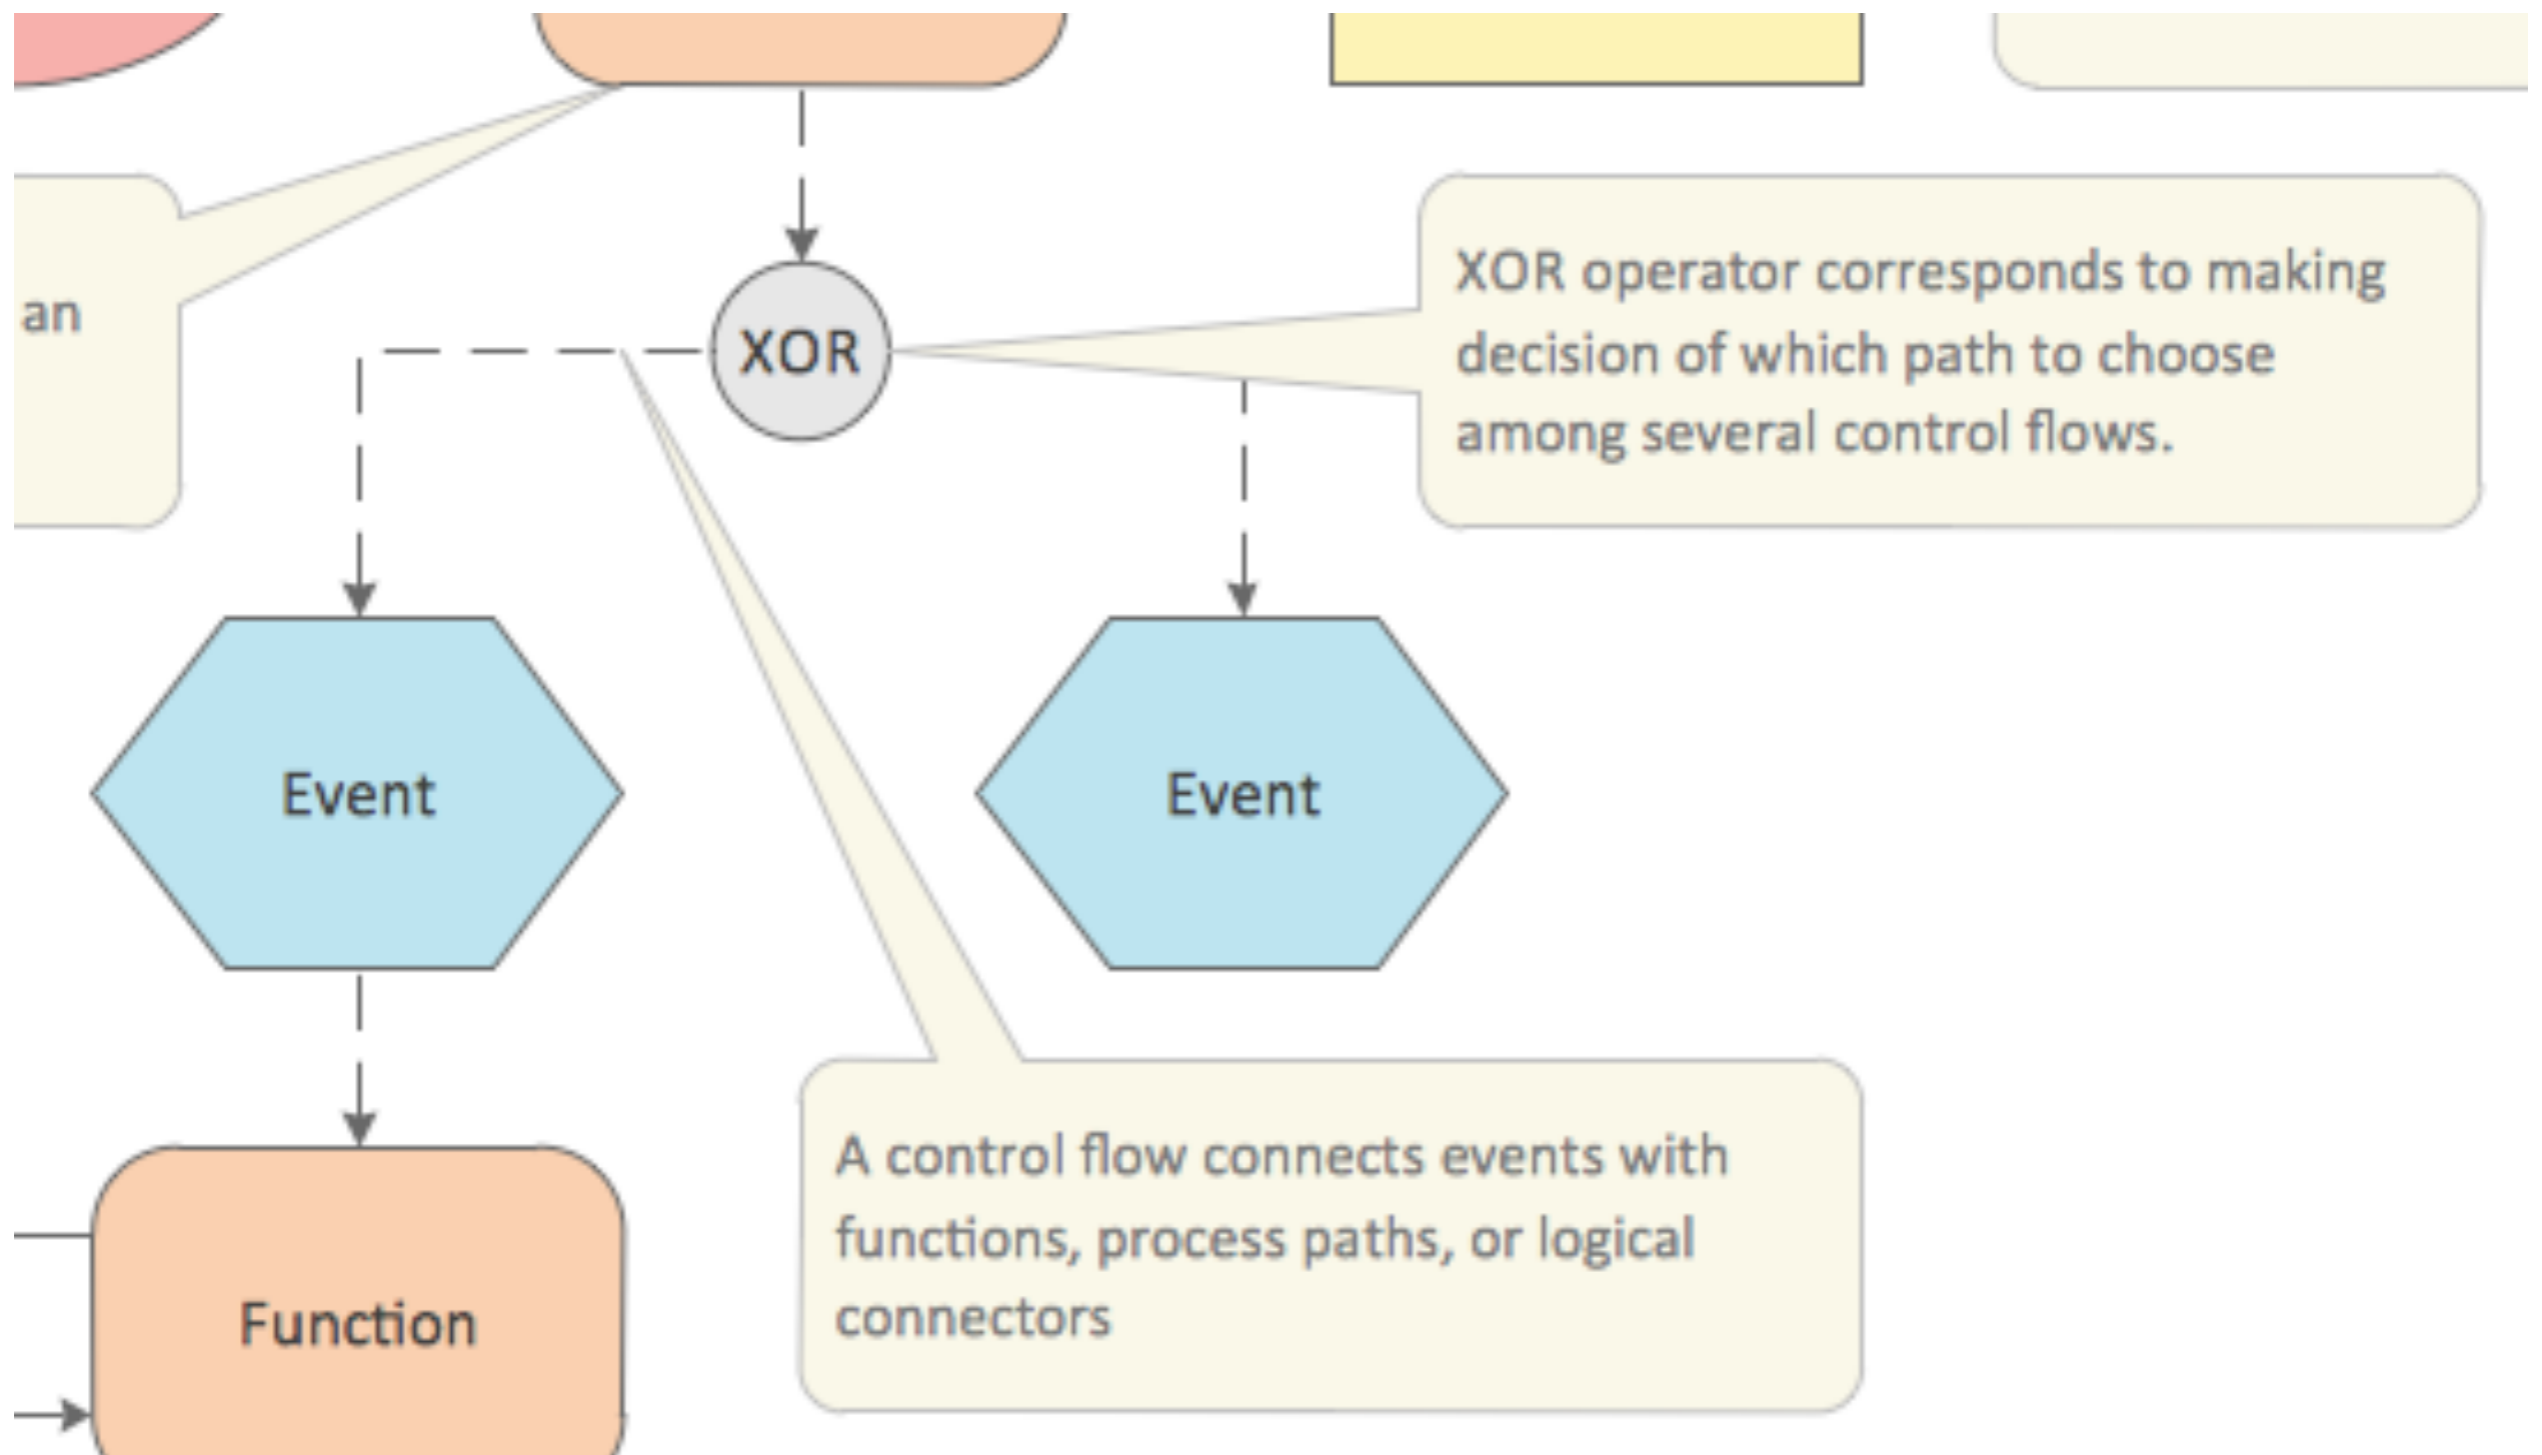 an
XOR
XOR operator corresponds to making
decision of which path to choose
among several control flows.
Event
Event
A control flow connects events with
functions, process paths, or logical
connectors
Function